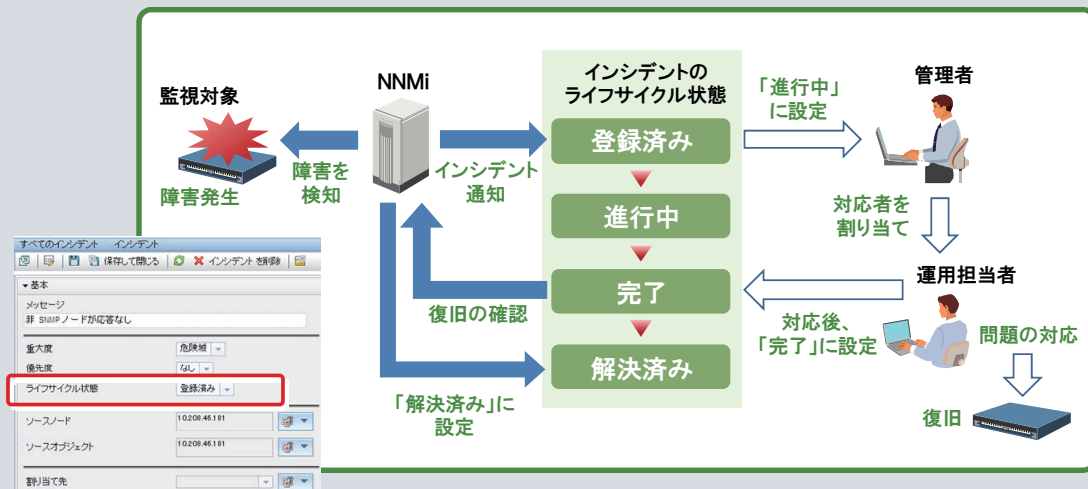 監視対象
障害発生
障害を
検知
NNMi
インシデント
通知
インシデントの
ライフサイクル状態
登録済み
進行中
完了
解決済み
「進行中」
に設定
管理者
対応者を
割り当て
運用担当者
対応後、
「完了」に設定
問題の対応
復旧
復旧の確認
「解決済み」に
設定
すべてのインシデント インシデント
保存して閉じる インシデント を削除
▼基本
メッセージ
非 SNMP ノードが応答なし
重大度 危険域
優先度 なし
ライフサイクル状態 登録済み
ソースノード 10.208.46.181
ソースオブジェクト 10.208.46.181
割り当て先